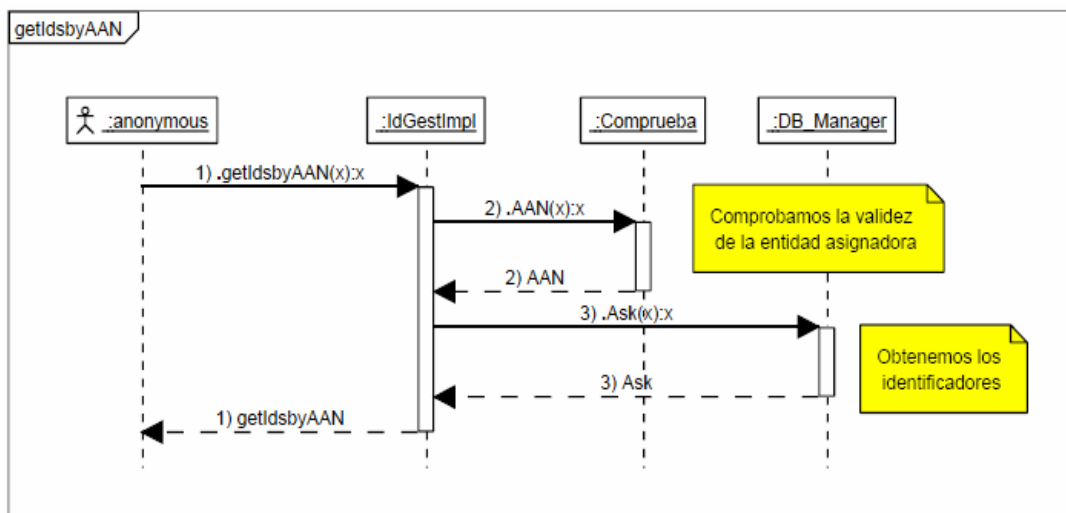 getIdsbyAAN
:anonymous
:IdGestImpl
:Comprueba
:DB_Manager
1) .getIdsbyAAN(x):x
2) .AAN(x):x
Comprobamos la validez
de la entidad asignadora
2) AAN
3) .Ask(x):x
Obtenemos los
identificadores
3) Ask
1) getIdsbyAAN